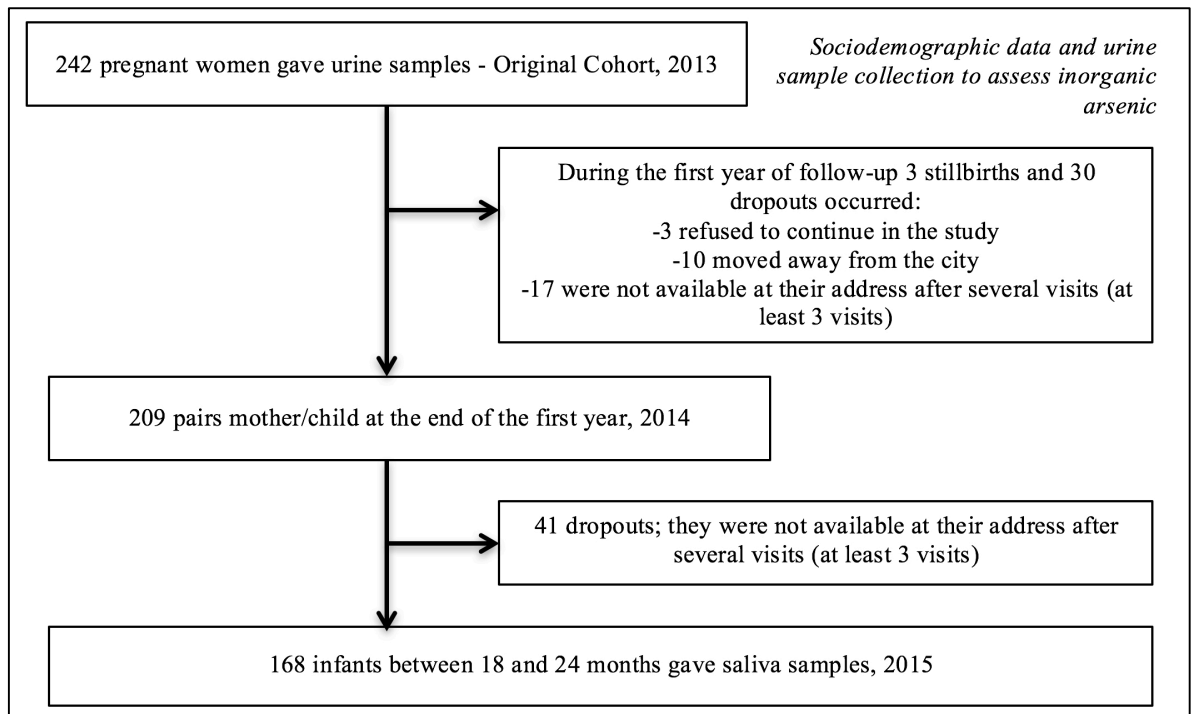 242 pregnant women gave urine samples - Original Cohort, 2013
Sociodemographic data and urine
sample collection to assess inorganic
arsenic
During the first year of follow-up 3 stillbirths and 30
dropouts occurred:
-3 refused to continue in the study
-10 moved away from the city
-17 were not available at their address after several visits (at
least 3 visits)
209 pairs mother/child at the end of the first year, 2014
41 dropouts; they were not available at their address after
several visits (at least 3 visits)
168 infants between 18 and 24 months gave saliva samples, 2015